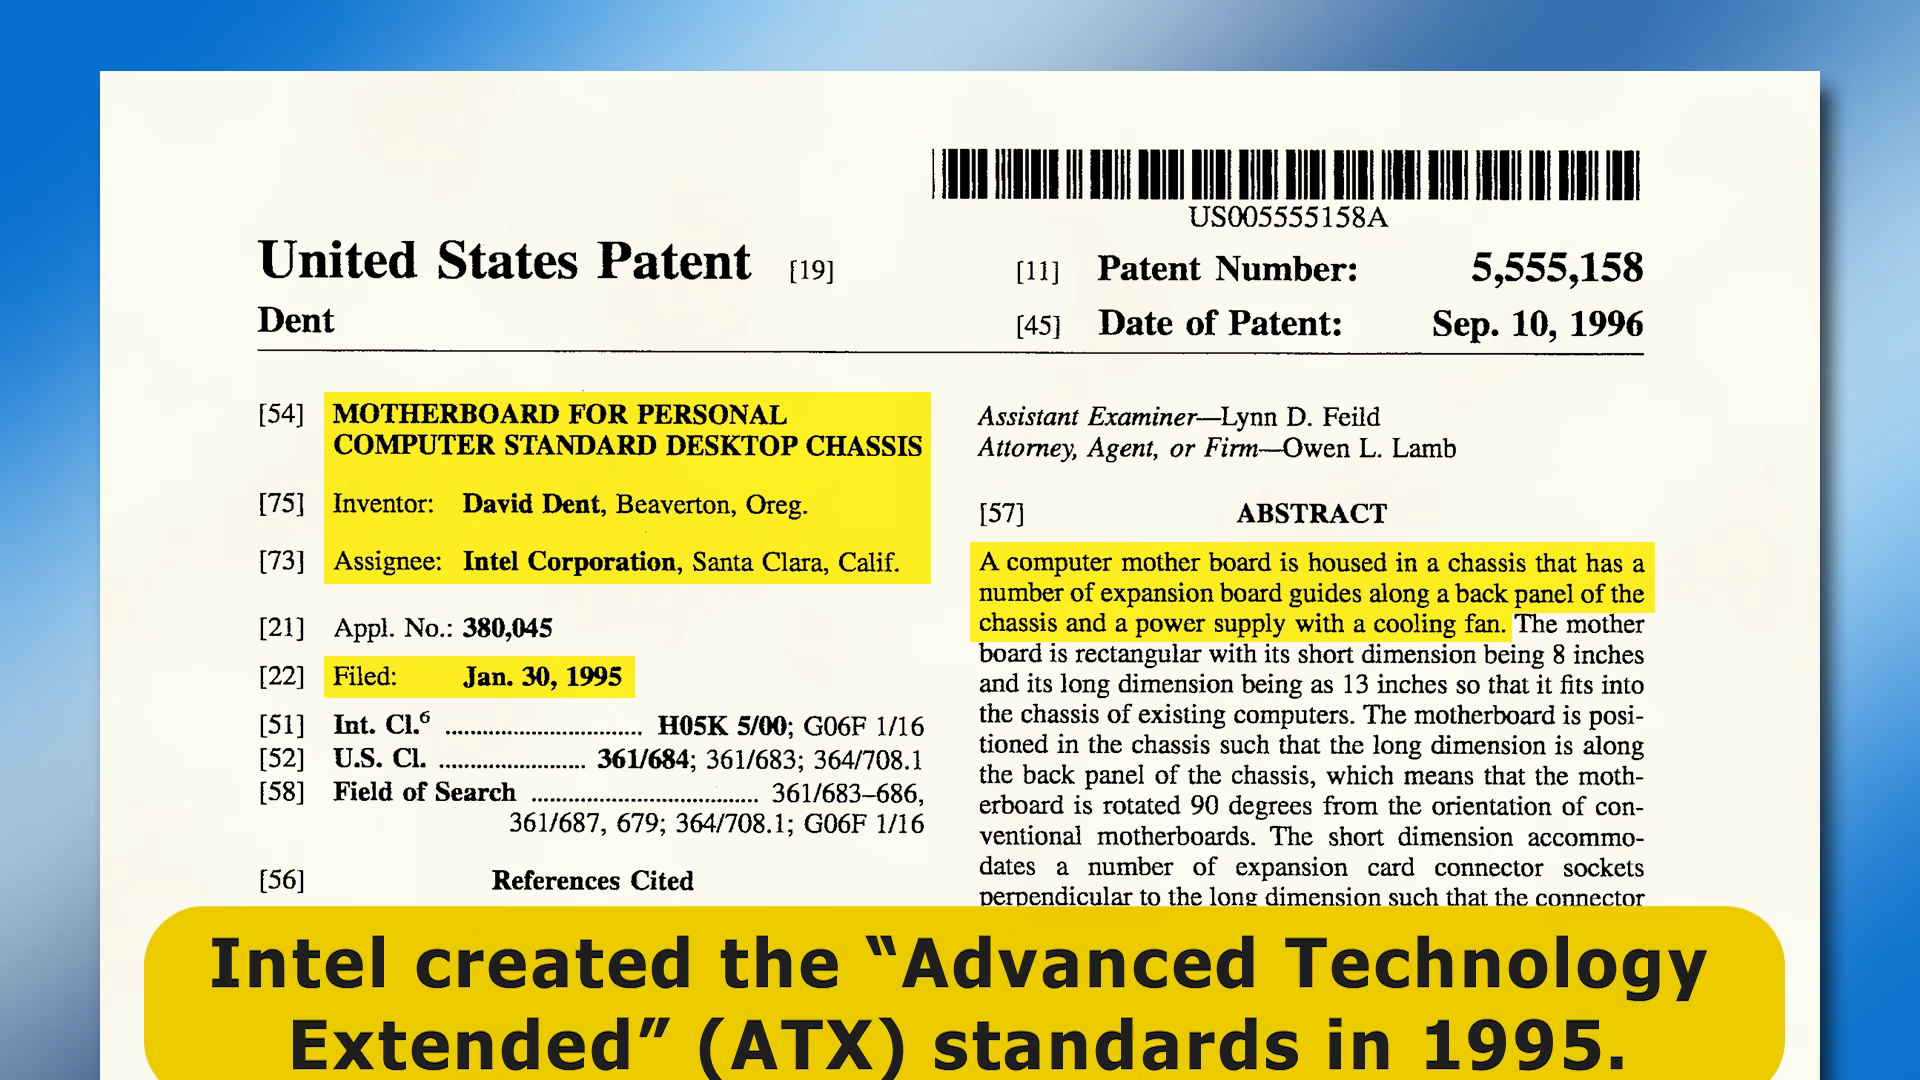 US005555158A
United States Patent [19]
[11] Patent Number: 5,555,158
Dent
[45] Date of Patent: Sep. 10, 1996
[54] MOTHERBOARD FOR PERSONAL
COMPUTER STANDARD DESKTOP CHASSIS
[75] Inventor: David Dent, Beaverton, Oreg.
[73] Assignee: Intel Corporation, Santa Clara, Calif.
[21] Appl. No.: 380,045
[22] Filed: Jan. 30, 1995
[51] Int. Cl.⁶ .................................. H05K 5/00; G06F 1/16
[52] U.S. Cl. ......................... 361/684; 361/683; 364/708.1
[58] Field of Search ..................................... 361/683–686,
361/687, 679; 364/708.1; G06F 1/16
[56] References Cited
Assistant Examiner—Lynn D. Feild
Attorney, Agent, or Firm—Owen L. Lamb
[57] ABSTRACT
A computer mother board is housed in a chassis that has a
number of expansion board guides along a back panel of the
chassis and a power supply with a cooling fan. The mother
board is rectangular with its short dimension being 8 inches
and its long dimension being as 13 inches so that it fits into
the chassis of existing computers. The motherboard is posi-
tioned in the chassis such that the long dimension is along
the back panel of the chassis, which means that the moth-
erboard is rotated 90 degrees from the orientation of con-
ventional motherboards. The short dimension accommo-
dates a number of expansion card connector sockets
perpendicular to the long dimension such that the connector
Intel created the “Advanced Technology
Extended” (ATX) standards in 1995.